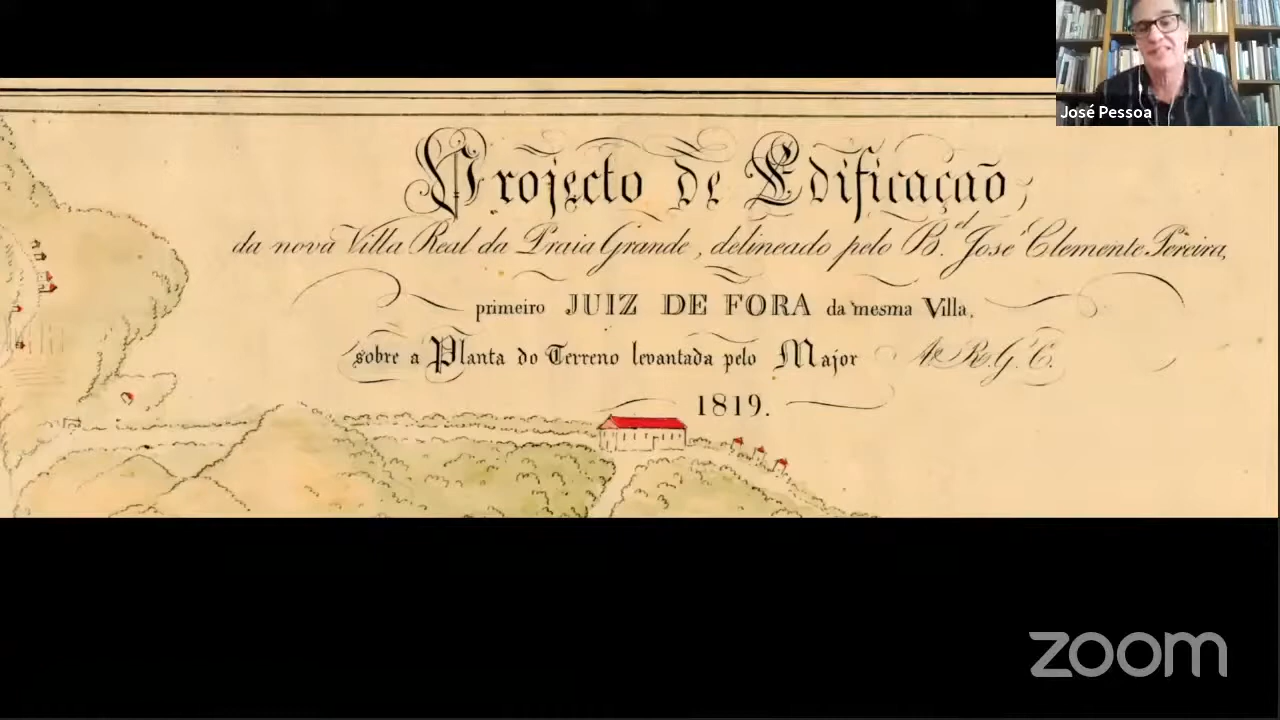 José Pessoa
Projecto de Edificaçaõ,
da nova Villa Real da Praia Grande, delineado pelo B.el José Clemente Pereira,
primeiro JUIZ DE FORA da mesma Villa,
sobre a Planta do Terreno levantada pelo Major A. R. G. C.
1819.
zoom